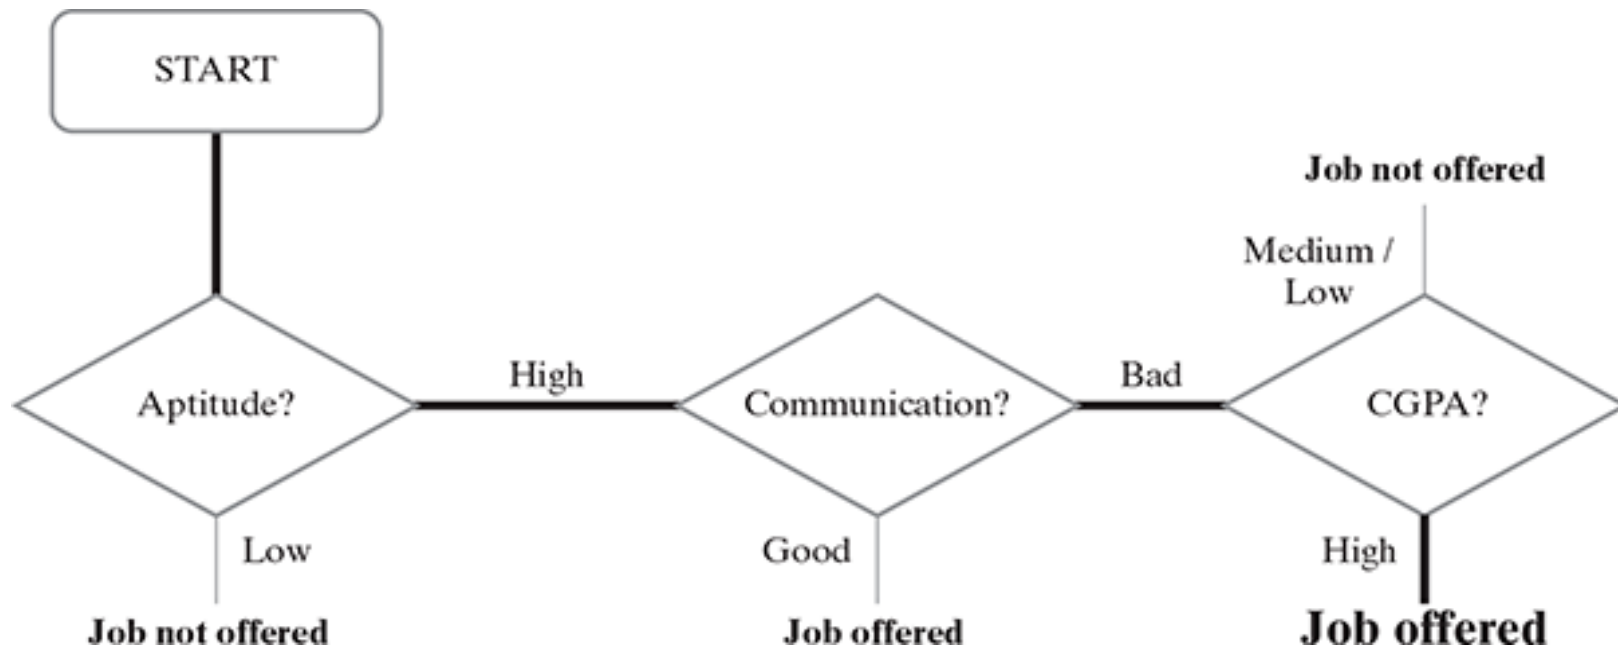 START
Job not offered
Medium /
Low
Aptitude?
High
Communication?
Bad
CGPA?
Low
Good
High
Job not offered
Job offered
Job offered